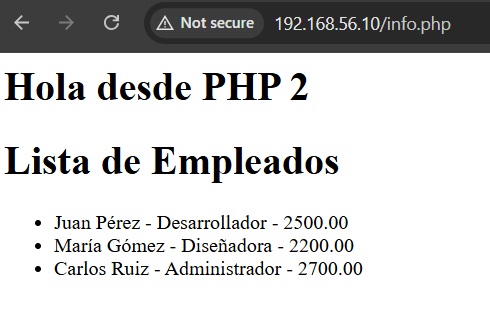 Not secure 192.168.56.10/info.php
Hola desde PHP 2
Lista de Empleados
• Juan Pérez - Desarrollador - 2500.00
• María Gómez - Diseñadora - 2200.00
• Carlos Ruiz - Administrador - 2700.00